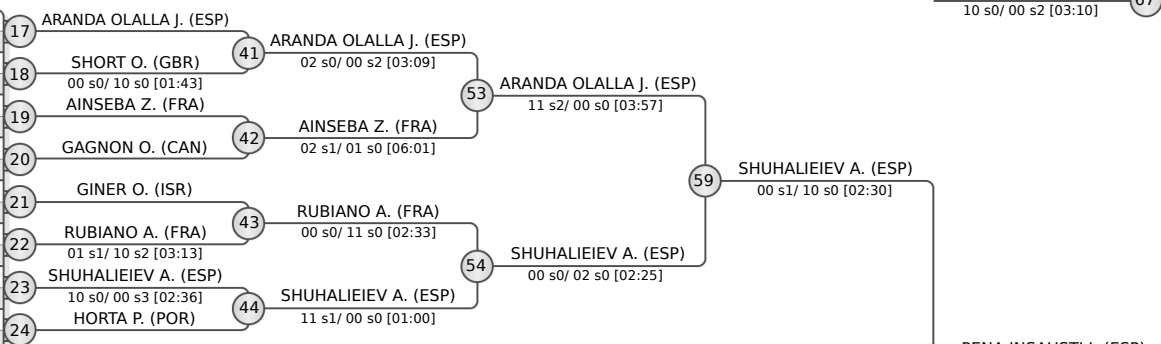 10 s0/ 00 s2 [03:10]
17
ARANDA OLALLA J. (ESP)
18
SHORT O. (GBR)
00 s0/ 10 s0 [01:43]
19
AINSEBA Z. (FRA)
20
GAGNON O. (CAN)
21
GINER O. (ISR)
22
RUBIANO A. (FRA)
01 s1/ 10 s2 [03:13]
23
SHUHALIEIEV A. (ESP)
10 s0/ 00 s3 [02:36]
24
HORTA P. (POR)
41
ARANDA OLALLA J. (ESP)
02 s0/ 00 s2 [03:09]
42
AINSEBA Z. (FRA)
02 s1/ 01 s0 [06:01]
43
RUBIANO A. (FRA)
00 s0/ 11 s0 [02:33]
44
SHUHALIEIEV A. (ESP)
11 s1/ 00 s0 [01:00]
53
ARANDA OLALLA J. (ESP)
11 s2/ 00 s0 [03:57]
54
SHUHALIEIEV A. (ESP)
00 s0/ 02 s0 [02:25]
59
SHUHALIEIEV A. (ESP)
00 s1/ 10 s0 [02:30]